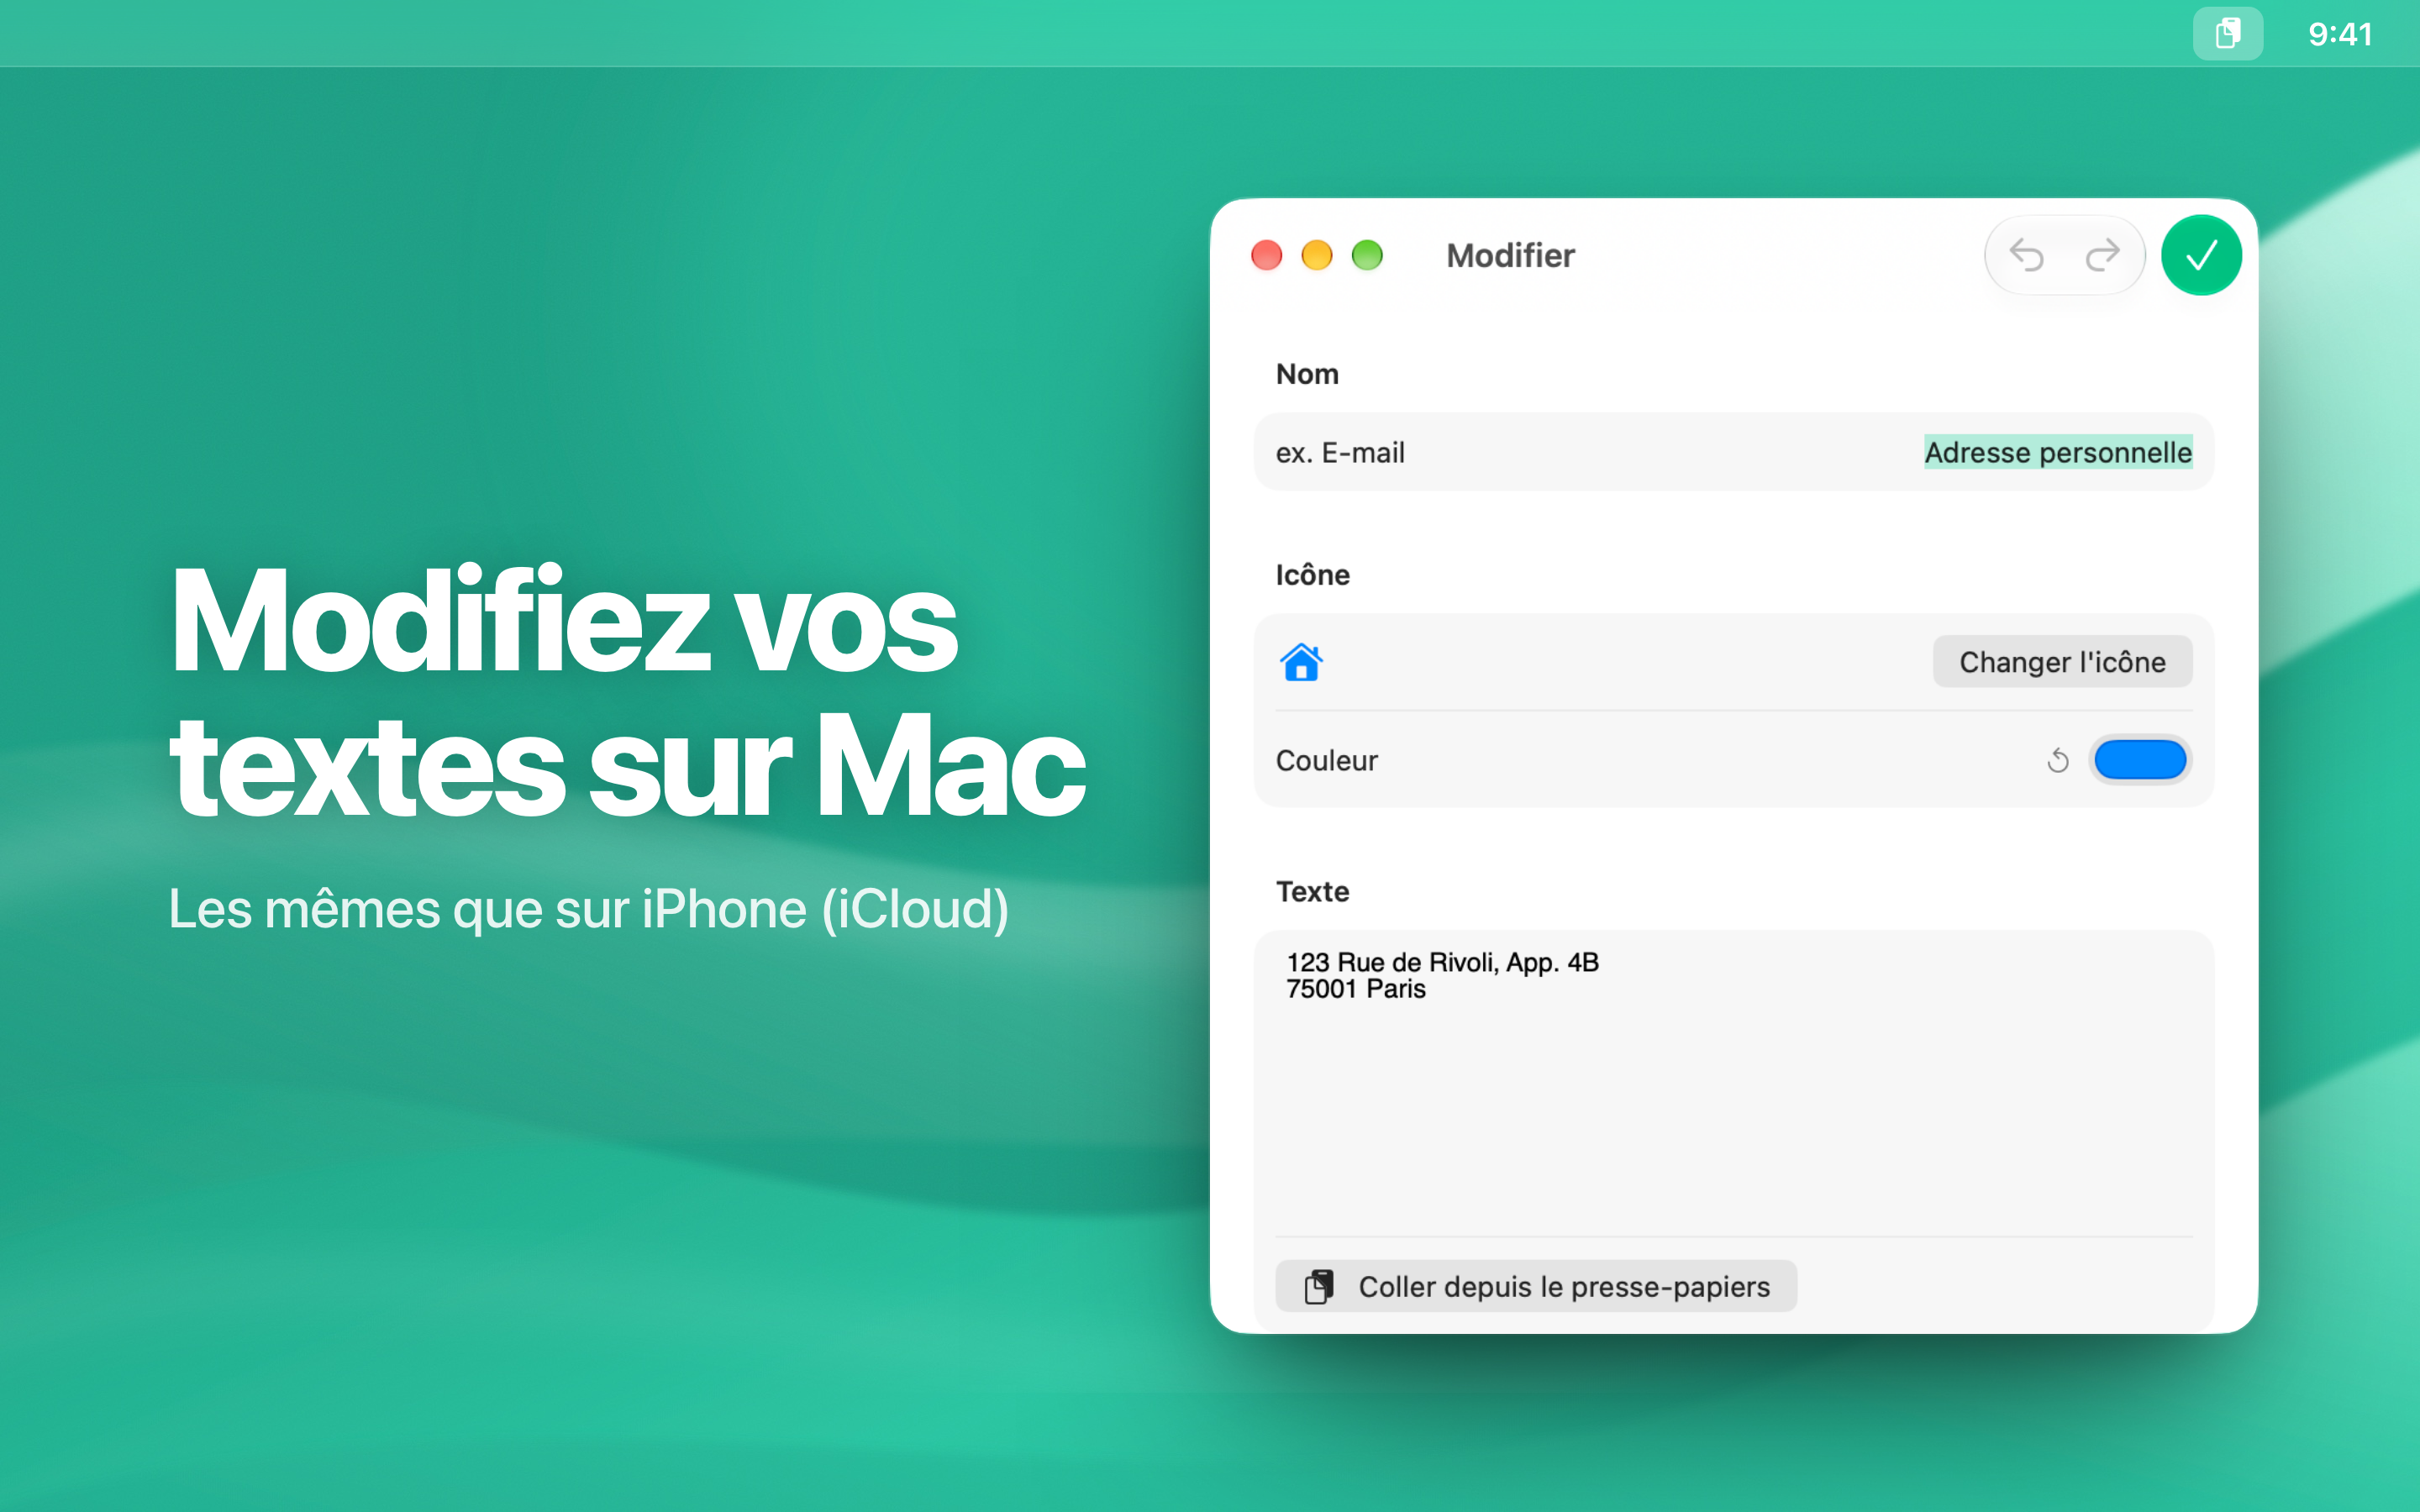 9:41
Modifiez vos
textes sur Mac
Les mêmes que sur iPhone (iCloud)
Modifier
Nom
ex. E-mail
Adresse personnelle
Icône
Changer l'icône
Couleur
Texte
123 Rue de Rivoli, App. 4B
75001 Paris
Coller depuis le presse-papiers